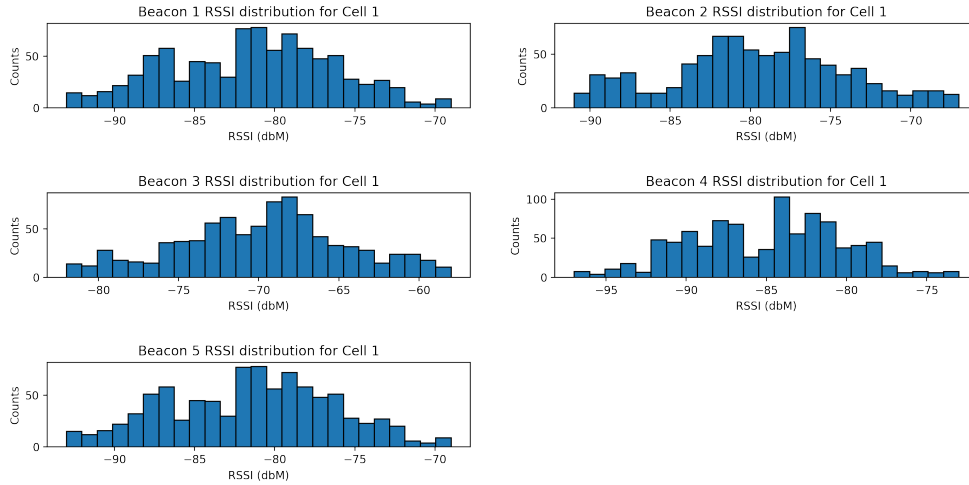 Beacon 1 RSSI distribution for Cell 1
Counts
50
0
−90 −85 −80 −75 −70
RSSI (dbM)
Beacon 2 RSSI distribution for Cell 1
Counts
50
0
−90 −85 −80 −75 −70
RSSI (dbM)
Beacon 3 RSSI distribution for Cell 1
Counts
50
0
−80 −75 −70 −65 −60
RSSI (dbM)
Beacon 4 RSSI distribution for Cell 1
Counts
100
50
0
−95 −90 −85 −80 −75
RSSI (dbM)
Beacon 5 RSSI distribution for Cell 1
Counts
50
0
−90 −85 −80 −75 −70
RSSI (dbM)